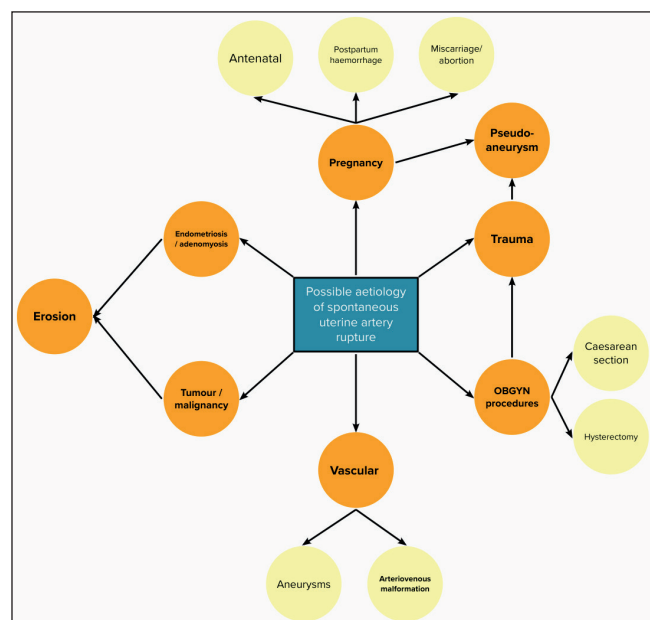 Antenatal
Postpartum
haemorrhage
Miscarriage/
abortion
Pregnancy
Pseudo-
aneurysm
Endometriosis
/ adenomyosis
Trauma
Erosion
Possible aetiology
of spontaneous
uterine artery
rupture
Caesarean
section
Tumour /
malignancy
OBGYN
procedures
Hysterectomy
Vascular
Aneurysms
Arteriovenous
malformation